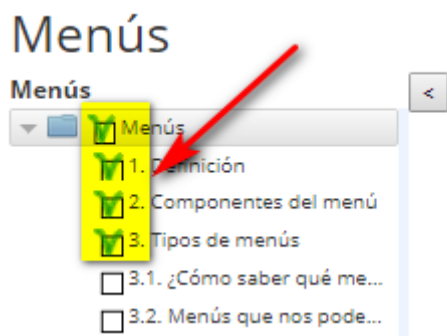 Menús
Menús
<
Menús
1. Definición
2. Componentes del menú
3. Tipos de menús
3.1. ¿Cómo saber qué me...
3.2. Menús que nos pode...